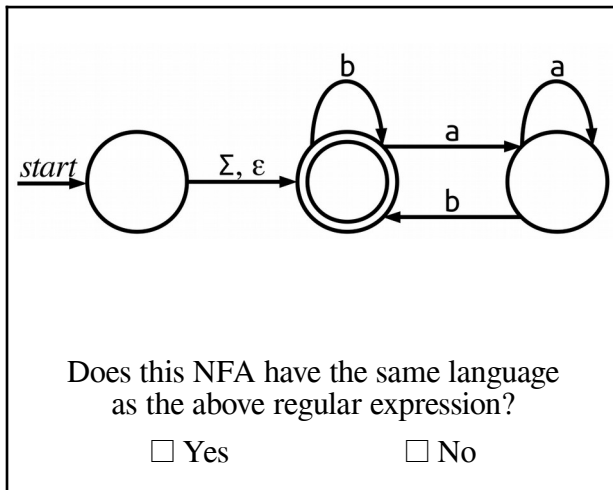 b
a
start
Σ, ε
a
b
Does this NFA have the same language
as the above regular expression?
☐ Yes ☐ No